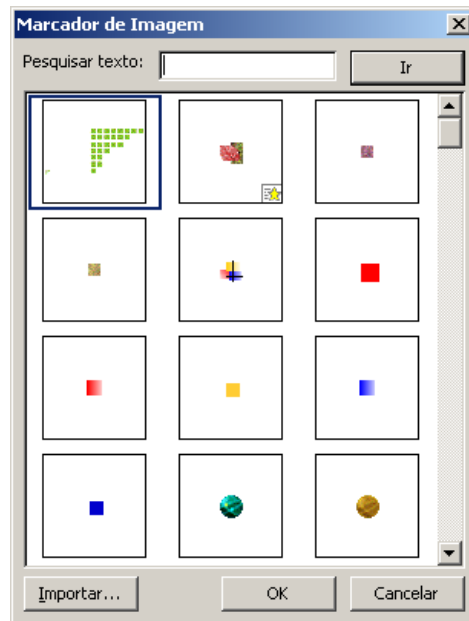 Marcador de Imagem
Pesquisar texto:
Ir
Importar...
OK
Cancelar